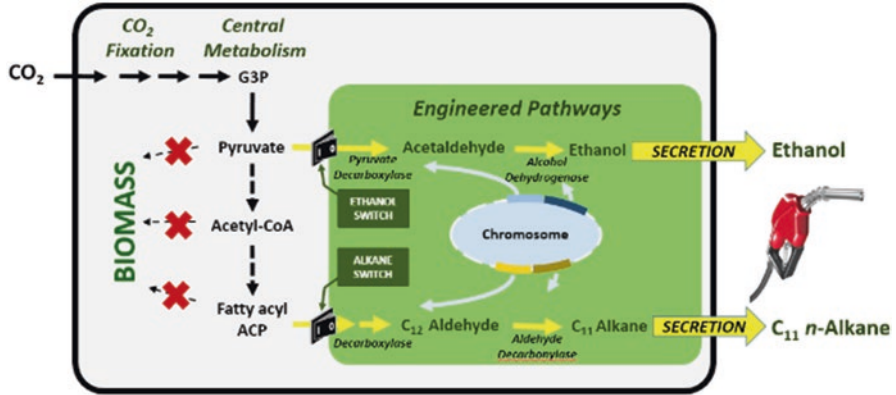 CO₂
Fixation
Central
Metabolism
CO₂
G3P
Engineered Pathways
BIOMASS
Pyruvate
Pyruvate
Decarboxylase
Acetaldehyde
Alcohol
Dehydrogenase
Ethanol
SECRETION
Ethanol
ETHANOL
SWITCH
Acetyl-CoA
Chromosome
ALKANE
SWITCH
Fatty acyl
ACP
Decarboxylase
C₁₂ Aldehyde
Aldehyde
Decarbonylase
C₁₁ Alkane
SECRETION
C₁₁ n-Alkane